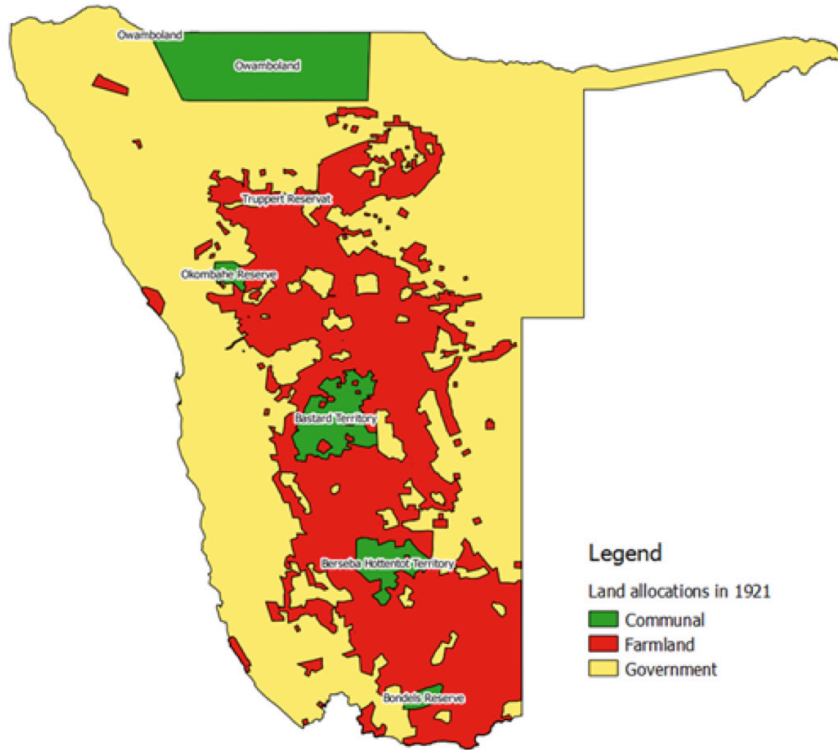 Owamboland
Owamboland
Truppert Reservat
Okombahe Reserve
Bastard Territory
Berseba Hottentot Territory
Bondels Reserve
Legend
Land allocations in 1921
Communal
Farmland
Government